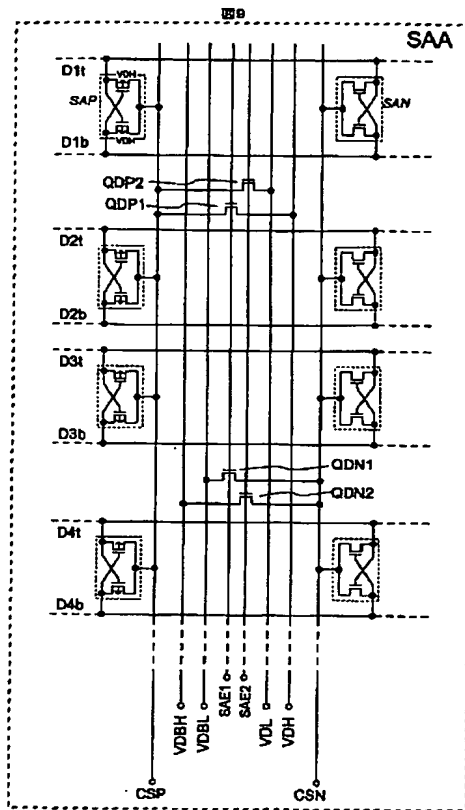 図9
SAA
D1t
VDH
SAP
SAN
VDH
D1b
QDP2
QDP1
D2t
D2b
D3t
D3b
QDN1
QDN2
D4t
D4b
VDBH
VDBL
SAE1
SAE2
VDL
VDH
CSP
CSN